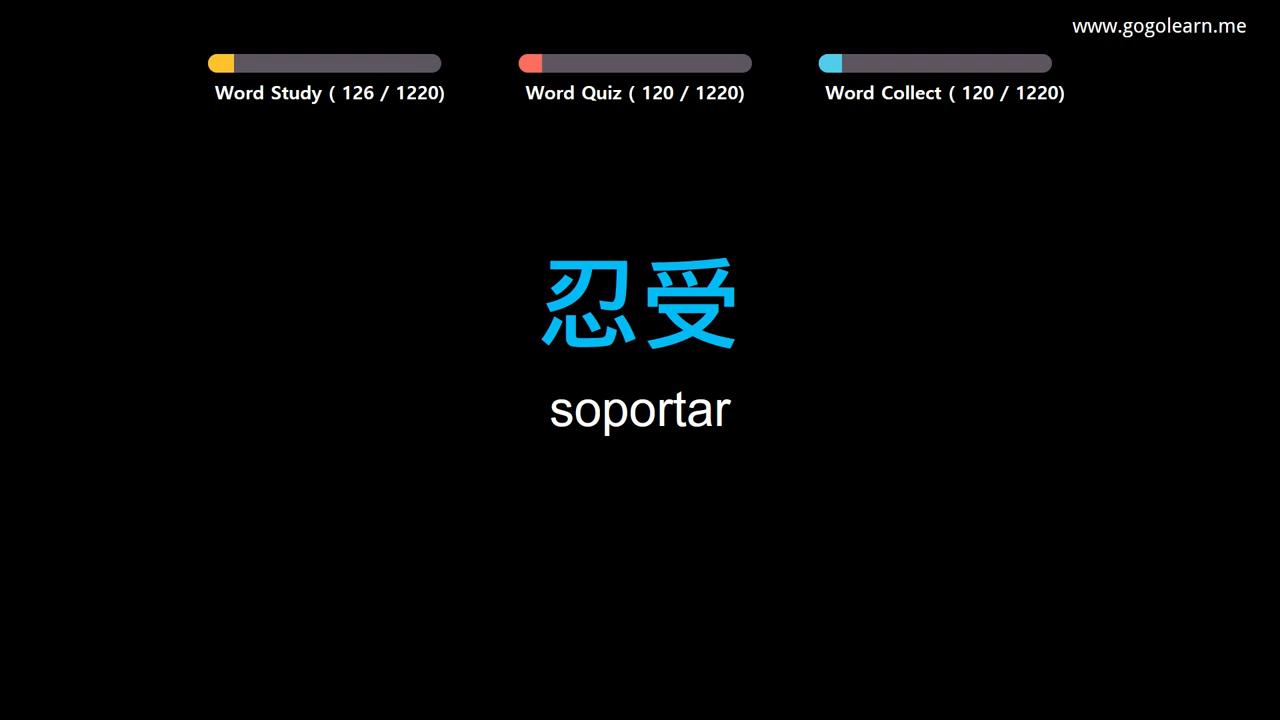 www.gogolearn.me
Word Study ( 126 / 1220)
Word Quiz ( 120 / 1220)
Word Collect ( 120 / 1220)
忍受
soportar